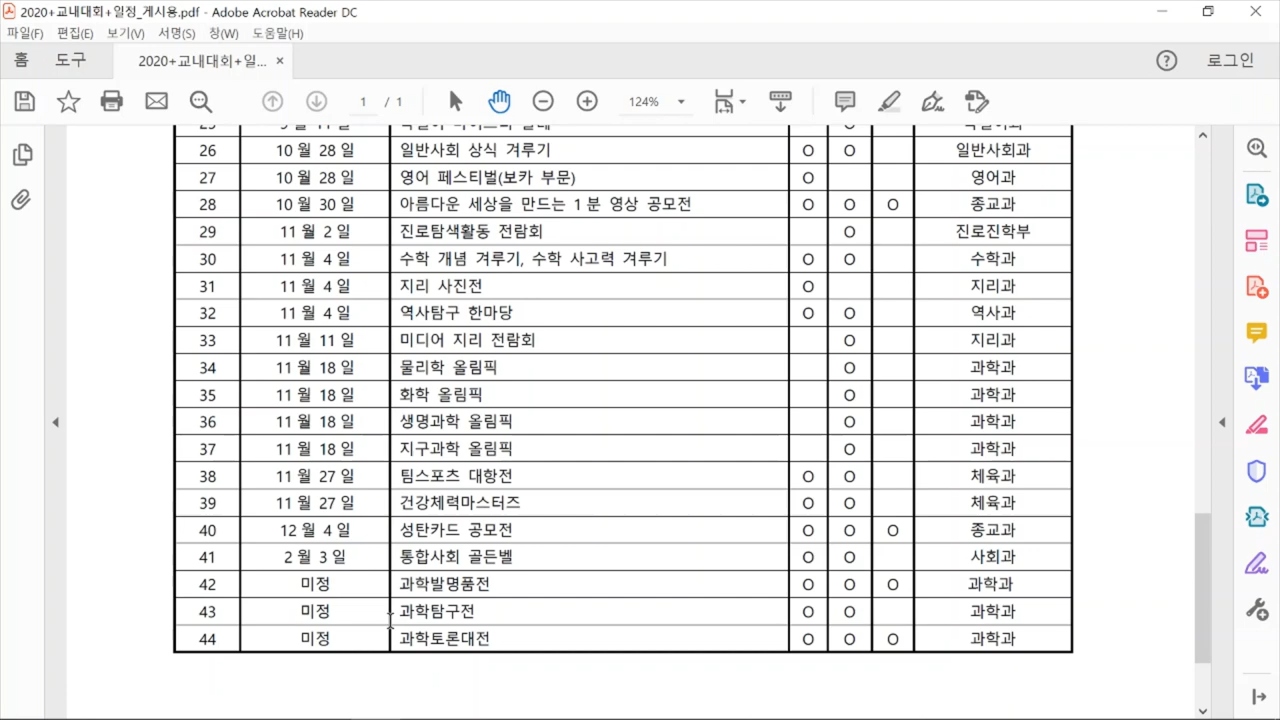 2020+교내대회+일정_게시용.pdf - Adobe Acrobat Reader DC
파일(F) 편집(E) 보기(V) 서명(S) 창(W) 도움말(H)
홈 도구 2020+교내대회+일... × ? 로그인
1 / 1 124%
26 10 월 28 일 일반사회 상식 겨루기 O O 일반사회과
27 10 월 28 일 영어 페스티벌(보카 부문) O 영어과
28 10 월 30 일 아름다운 세상을 만드는 1 분 영상 공모전 O O O 종교과
29 11 월 2 일 진로탐색활동 전람회 O 진로진학부
30 11 월 4 일 수학 개념 겨루기, 수학 사고력 겨루기 O O 수학과
31 11 월 4 일 지리 사진전 O 지리과
32 11 월 4 일 역사탐구 한마당 O O 역사과
33 11 월 11 일 미디어 지리 전람회 O 지리과
34 11 월 18 일 물리학 올림픽 O 과학과
35 11 월 18 일 화학 올림픽 O 과학과
36 11 월 18 일 생명과학 올림픽 O 과학과
37 11 월 18 일 지구과학 올림픽 O 과학과
38 11 월 27 일 팀스포츠 대항전 O O 체육과
39 11 월 27 일 건강체력마스터즈 O O 체육과
40 12 월 4 일 성탄카드 공모전 O O O 종교과
41 2 월 3 일 통합사회 골든벨 O O 사회과
42 미정 과학발명품전 O O O 과학과
43 미정 과학탐구전 O O 과학과
44 미정 과학토론대전 O O O 과학과